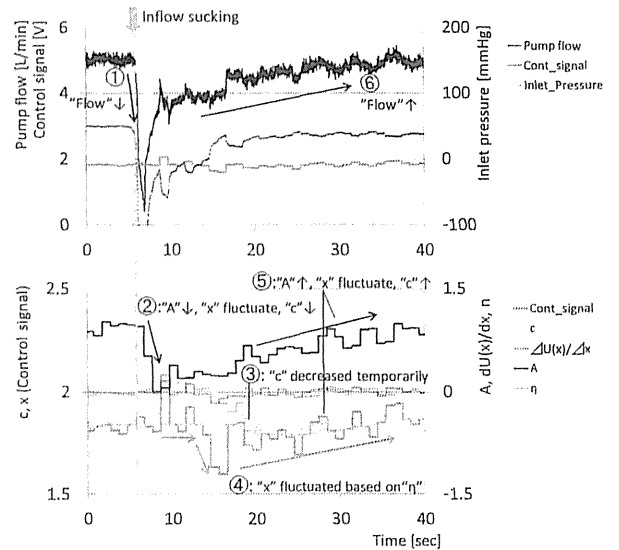 Inflow sucking
6
4
2
0
200
100
0
-100
Pump flow [L/min]
Control signal [V]
Inlet pressure [mmHg]
①
"Flow"↓
⑥
"Flow"↑
Pump flow
Cont_signal
Inlet_Pressure
0 10 20 30 40
⑤:"A"↑, "x" fluctuate, "c"↑
②:"A"↓, "x" fluctuate, "c"↓
③: "c" decreased temporarily
④: "x" fluctuated based on"η"
2.5
2
1.5
1.5
0
-1.5
c, x (Control signal)
A, dU(x)/dx, n
Cont_signal
c
⊿U(x)/⊿x
A
η
0 10 20 30 40
Time [sec]